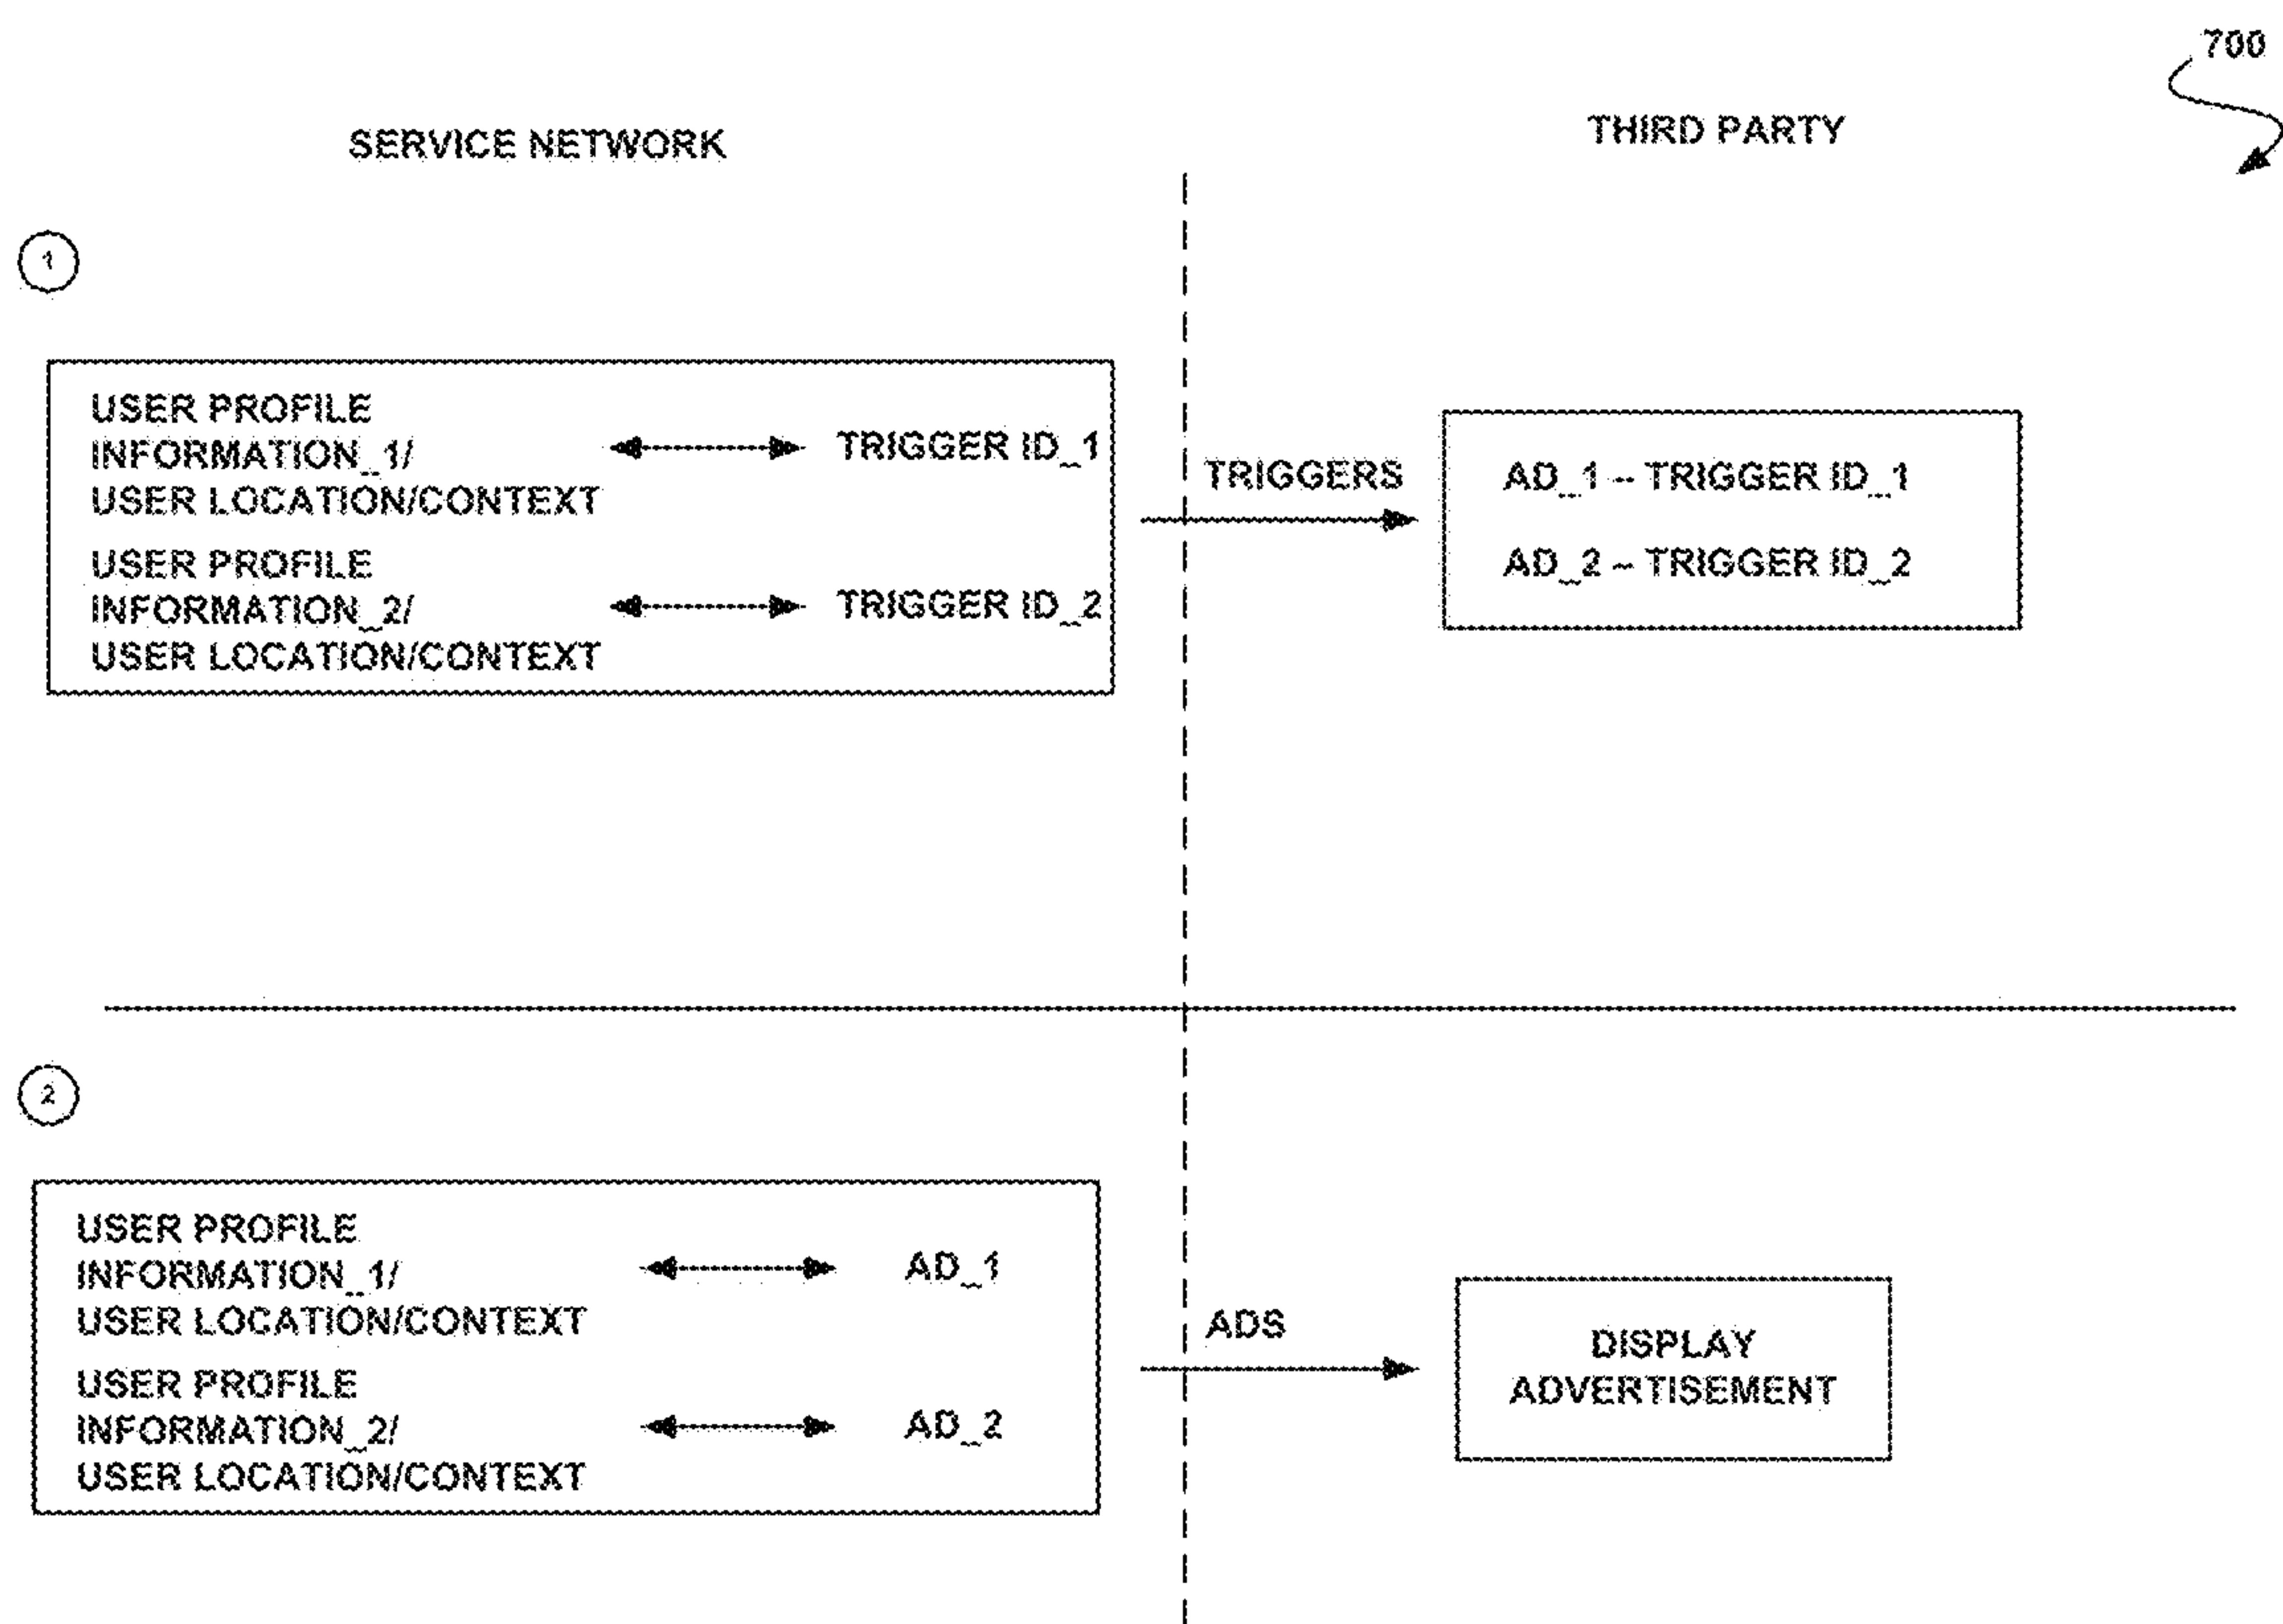 700
SERVICE NETWORK
THIRD PARTY
1
USER PROFILE
INFORMATION_1/
USER LOCATION/CONTEXT
TRIGGER ID_1
USER PROFILE
INFORMATION_2/
USER LOCATION/CONTEXT
TRIGGER ID_2
TRIGGERS
AD_1 – TRIGGER ID_1
AD_2 – TRIGGER ID_2
2
USER PROFILE
INFORMATION_1/
USER LOCATION/CONTEXT
AD_1
USER PROFILE
INFORMATION_2/
USER LOCATION/CONTEXT
AD_2
ADS
DISPLAY
ADVERTISEMENT